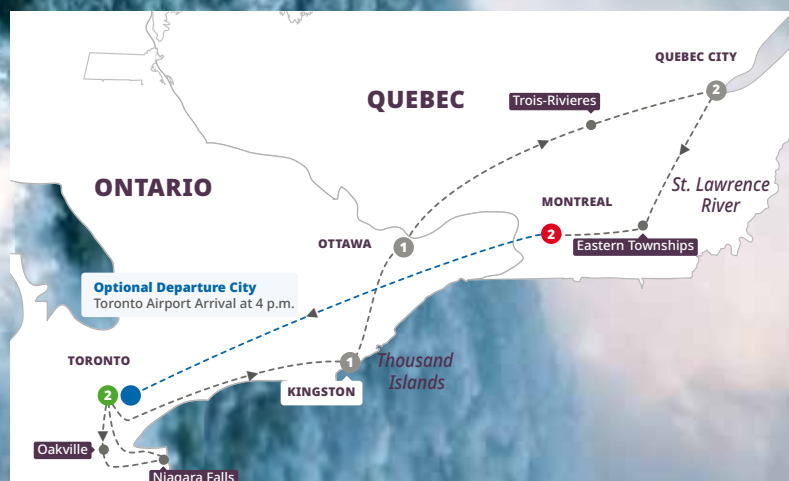 QUEBEC CITY
2
QUEBEC
Trois-Rivieres
ONTARIO
St. Lawrence
River
MONTREAL
2
Eastern Townships
OTTAWA
1
Optional Departure City
Toronto Airport Arrival at 4 p.m.
TORONTO
1
Thousand
Islands
KINGSTON
2
Oakville
Niagara Falls